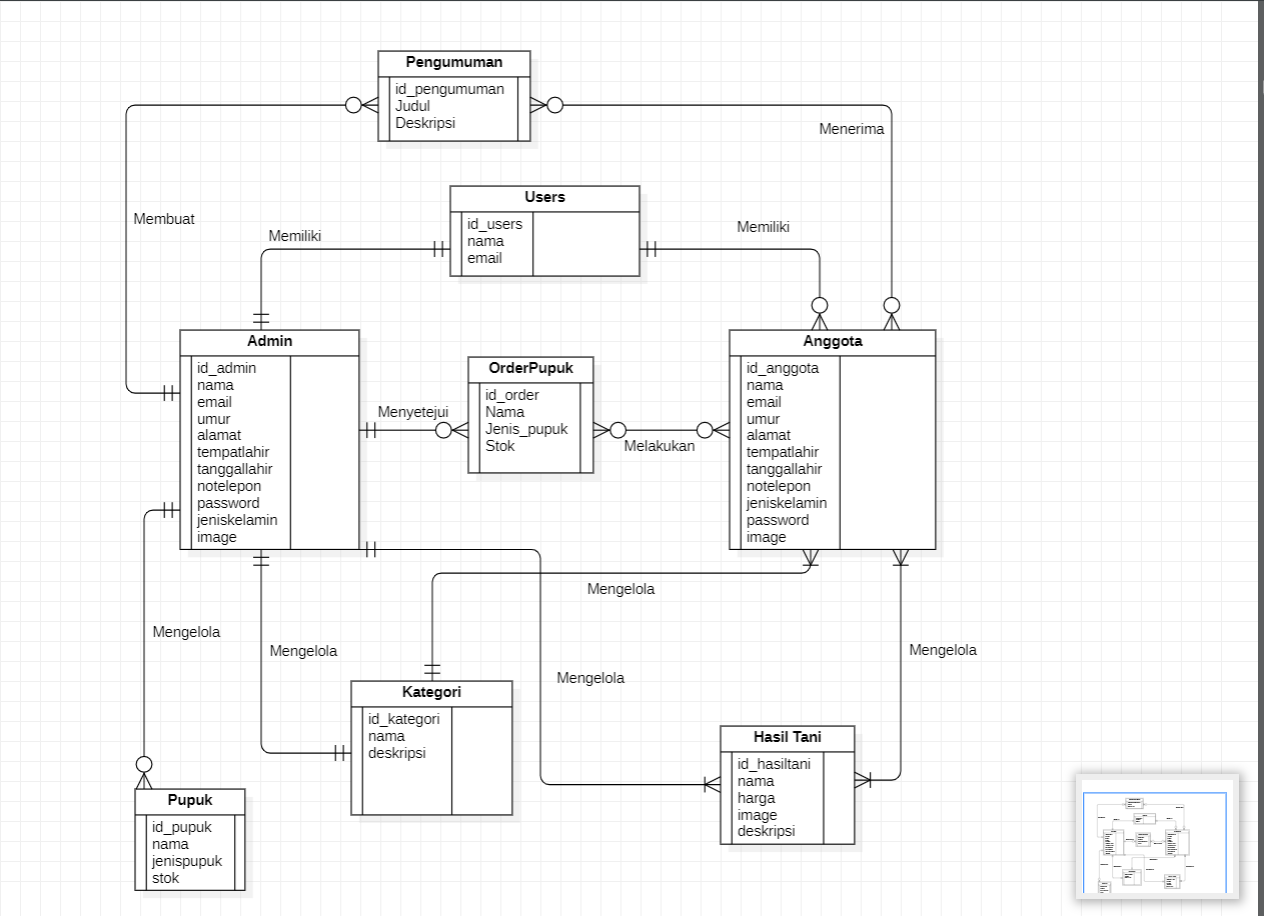 Pengumuman
id_pengumuman
Judul
Deskripsi
Menerima
Membuat
Users
id_users
nama
email
Memiliki
Memiliki
Admin
id_admin
nama
email
umur
alamat
tempatlahir
tanggallahir
notelepon
password
jeniskelamin
image
Menyetejui
OrderPupuk
id_order
Nama
Jenis_pupuk
Stok
Melakukan
Anggota
id_anggota
nama
email
umur
alamat
tempatlahir
tanggallahir
notelepon
jeniskelamin
password
image
Mengelola
Mengelola
Mengelola
Mengelola
Mengelola
Kategori
id_kategori
nama
deskripsi
Hasil Tani
id_hasiltani
nama
harga
image
deskripsi
Pupuk
id_pupuk
nama
jenispupuk
stok